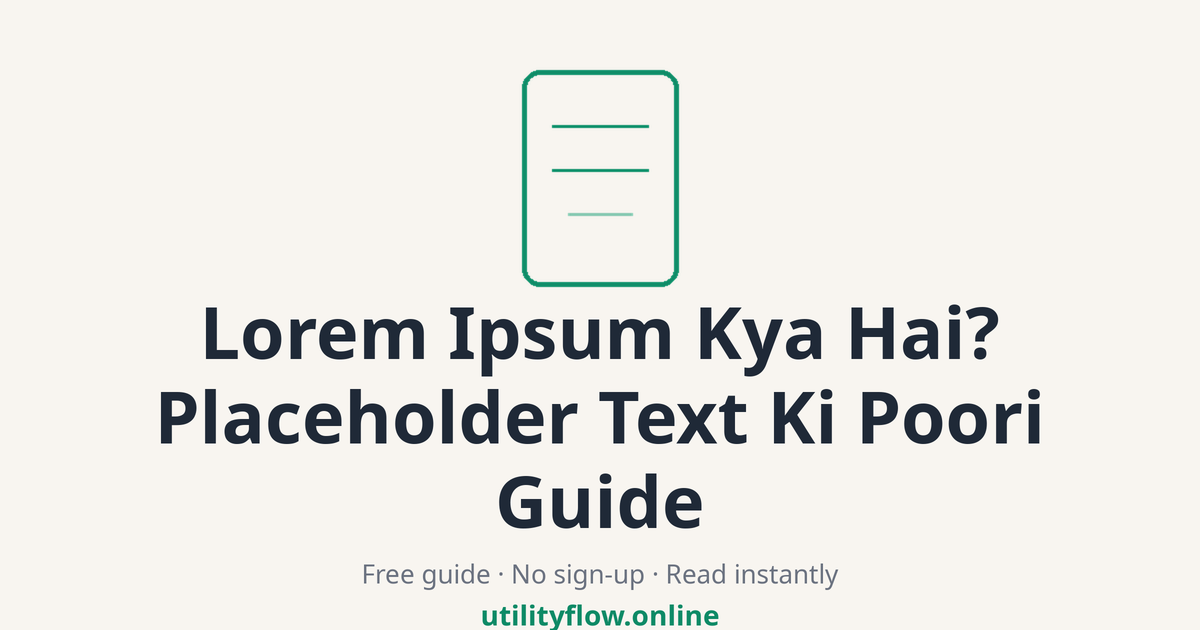 Lorem Ipsum Kya Hai?
Placeholder Text Ki Poori
Guide
Free guide · No sign-up · Read instantly
utilityflow.online